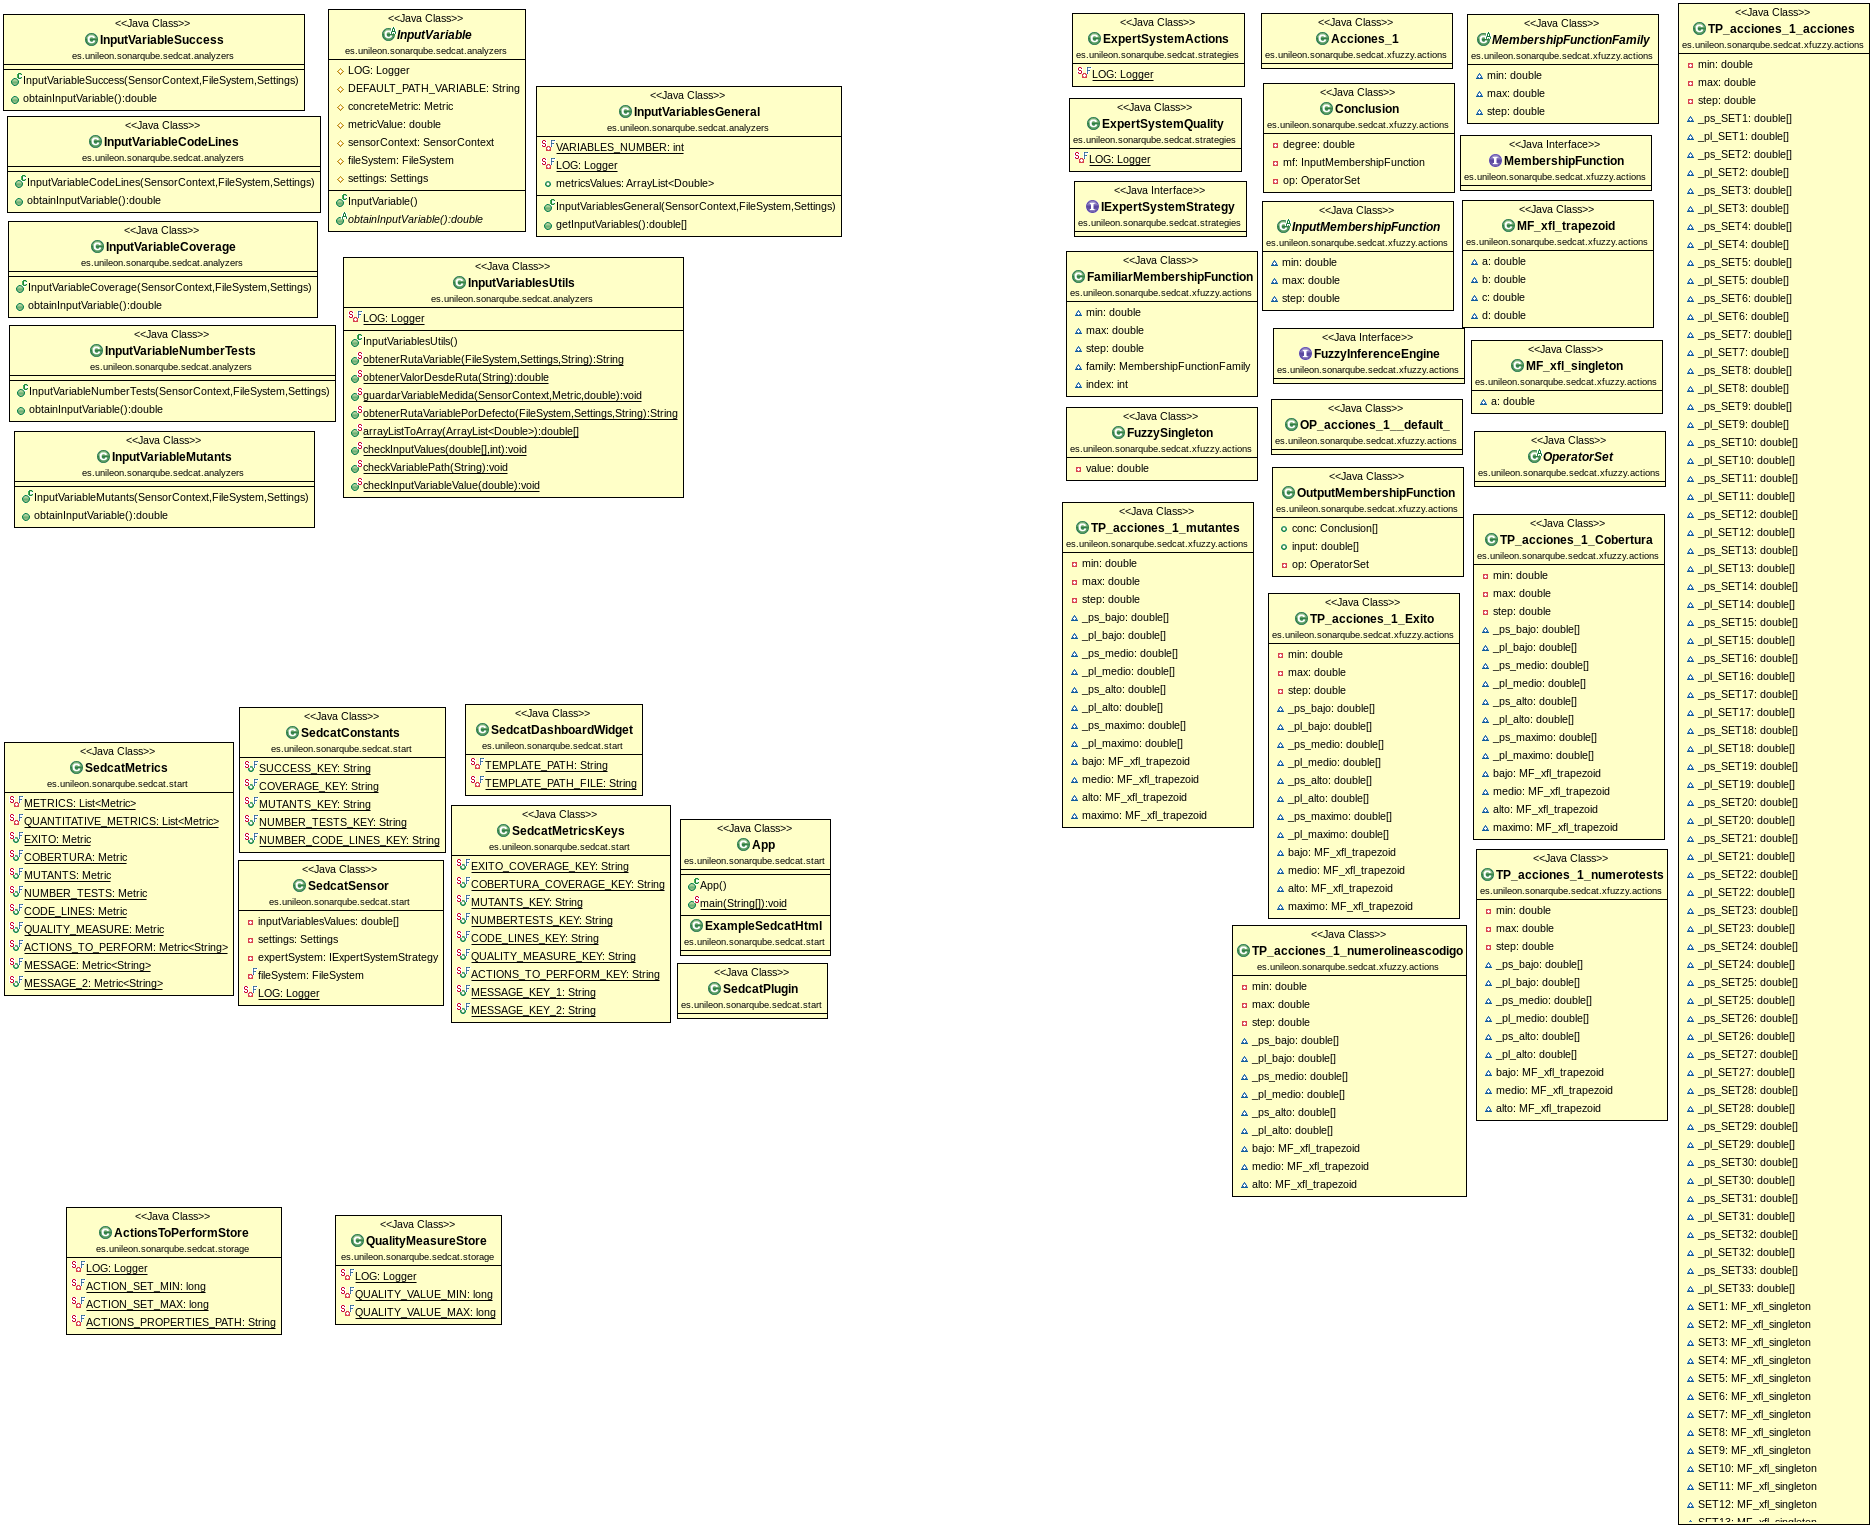 <<Java Class>>
InputVariableSuccess
es.unileon.sonarqube.sedcat.analyzers
InputVariableSuccess(SensorContext,FileSystem,Settings)
obtainInputVariable():double
<<Java Class>>
InputVariableCodeLines
es.unileon.sonarqube.sedcat.analyzers
InputVariableCodeLines(SensorContext,FileSystem,Settings)
obtainInputVariable():double
<<Java Class>>
InputVariableCoverage
es.unileon.sonarqube.sedcat.analyzers
InputVariableCoverage(SensorContext,FileSystem,Settings)
obtainInputVariable():double
<<Java Class>>
InputVariableNumberTests
es.unileon.sonarqube.sedcat.analyzers
InputVariableNumberTests(SensorContext,FileSystem,Settings)
obtainInputVariable():double
<<Java Class>>
InputVariableMutants
es.unileon.sonarqube.sedcat.analyzers
InputVariableMutants(SensorContext,FileSystem,Settings)
obtainInputVariable():double
<<Java Class>>
InputVariable
es.unileon.sonarqube.sedcat.analyzers
LOG: Logger
DEFAULT_PATH_VARIABLE: String
concreteMetric: Metric
metricValue: double
sensorContext: SensorContext
fileSystem: FileSystem
settings: Settings
InputVariable()
obtainInputVariable():double
<<Java Class>>
InputVariablesGeneral
es.unileon.sonarqube.sedcat.analyzers
VARIABLES_NUMBER: int
LOG: Logger
metricsValues: ArrayList<Double>
InputVariablesGeneral(SensorContext,FileSystem,Settings)
getInputVariables():double[]
<<Java Class>>
InputVariablesUtils
es.unileon.sonarqube.sedcat.analyzers
LOG: Logger
InputVariablesUtils()
obtenerRutaVariable(FileSystem,Settings,String):String
obtenerValorDesdeRuta(String):double
guardarVariableMedida(SensorContext,Metric,double):void
obtenerRutaVariablePorDefecto(FileSystem,Settings,String):String
arrayListToArray(ArrayList<Double>):double[]
checkInputValues(double[],int):void
checkVariablePath(String):void
checkInputVariableValue(double):void
<<Java Class>>
SedcatMetrics
es.unileon.sonarqube.sedcat.start
METRICS: List<Metric>
QUANTITATIVE_METRICS: List<Metric>
EXITO: Metric
COBERTURA: Metric
MUTANTS: Metric
NUMBER_TESTS: Metric
CODE_LINES: Metric
QUALITY_MEASURE: Metric
ACTIONS_TO_PERFORM: Metric<String>
MESSAGE: Metric<String>
MESSAGE_2: Metric<String>
<<Java Class>>
SedcatConstants
es.unileon.sonarqube.sedcat.start
SUCCESS_KEY: String
COVERAGE_KEY: String
MUTANTS_KEY: String
NUMBER_TESTS_KEY: String
NUMBER_CODE_LINES_KEY: String
<<Java Class>>
SedcatSensor
es.unileon.sonarqube.sedcat.start
inputVariablesValues: double[]
settings: Settings
expertSystem: IExpertSystemStrategy
fileSystem: FileSystem
LOG: Logger
<<Java Class>>
SedcatDashboardWidget
es.unileon.sonarqube.sedcat.start
TEMPLATE_PATH: String
TEMPLATE_PATH_FILE: String
<<Java Class>>
SedcatMetricsKeys
es.unileon.sonarqube.sedcat.start
EXITO_COVERAGE_KEY: String
COBERTURA_COVERAGE_KEY: String
MUTANTS_KEY: String
NUMBERTESTS_KEY: String
CODE_LINES_KEY: String
QUALITY_MEASURE_KEY: String
ACTIONS_TO_PERFORM_KEY: String
MESSAGE_KEY_1: String
MESSAGE_KEY_2: String
<<Java Class>>
App
es.unileon.sonarqube.sedcat.start
App()
main(String[]):void
ExampleSedcatHtml
es.unileon.sonarqube.sedcat.start
<<Java Class>>
SedcatPlugin
es.unileon.sonarqube.sedcat.start
<<Java Class>>
ActionsToPerformStore
es.unileon.sonarqube.sedcat.storage
LOG: Logger
ACTION_SET_MIN: long
ACTION_SET_MAX: long
ACTIONS_PROPERTIES_PATH: String
<<Java Class>>
QualityMeasureStore
es.unileon.sonarqube.sedcat.storage
LOG: Logger
QUALITY_VALUE_MIN: long
QUALITY_VALUE_MAX: long
<<Java Class>>
ExpertSystemActions
es.unileon.sonarqube.sedcat.strategies
LOG: Logger
<<Java Class>>
ExpertSystemQuality
es.unileon.sonarqube.sedcat.strategies
LOG: Logger
<<Java Interface>>
IExpertSystemStrategy
es.unileon.sonarqube.sedcat.strategies
<<Java Class>>
FamiliarMembershipFunction
es.unileon.sonarqube.sedcat.xfuzzy.actions
min: double
max: double
step: double
family: MembershipFunctionFamily
index: int
<<Java Class>>
FuzzySingleton
es.unileon.sonarqube.sedcat.xfuzzy.actions
value: double
<<Java Class>>
TP_acciones_1_mutantes
es.unileon.sonarqube.sedcat.xfuzzy.actions
min: double
max: double
step: double
_ps_bajo: double[]
_pl_bajo: double[]
_ps_medio: double[]
_pl_medio: double[]
_ps_alto: double[]
_pl_alto: double[]
_ps_maximo: double[]
_pl_maximo: double[]
bajo: MF_xfl_trapezoid
medio: MF_xfl_trapezoid
alto: MF_xfl_trapezoid
maximo: MF_xfl_trapezoid
<<Java Class>>
Acciones_1
es.unileon.sonarqube.sedcat.xfuzzy.actions
<<Java Class>>
Conclusion
es.unileon.sonarqube.sedcat.xfuzzy.actions
degree: double
mf: InputMembershipFunction
op: OperatorSet
<<Java Class>>
InputMembershipFunction
es.unileon.sonarqube.sedcat.xfuzzy.actions
min: double
max: double
step: double
<<Java Interface>>
FuzzyInferenceEngine
es.unileon.sonarqube.sedcat.xfuzzy.actions
<<Java Class>>
OP_acciones_1__default_
es.unileon.sonarqube.sedcat.xfuzzy.actions
<<Java Class>>
OutputMembershipFunction
es.unileon.sonarqube.sedcat.xfuzzy.actions
conc: Conclusion[]
input: double[]
op: OperatorSet
<<Java Class>>
TP_acciones_1_Exito
es.unileon.sonarqube.sedcat.xfuzzy.actions
min: double
max: double
step: double
_ps_bajo: double[]
_pl_bajo: double[]
_ps_medio: double[]
_pl_medio: double[]
_ps_alto: double[]
_pl_alto: double[]
_ps_maximo: double[]
_pl_maximo: double[]
bajo: MF_xfl_trapezoid
medio: MF_xfl_trapezoid
alto: MF_xfl_trapezoid
maximo: MF_xfl_trapezoid
<<Java Class>>
TP_acciones_1_numerolineascodigo
es.unileon.sonarqube.sedcat.xfuzzy.actions
min: double
max: double
step: double
_ps_bajo: double[]
_pl_bajo: double[]
_ps_medio: double[]
_pl_medio: double[]
_ps_alto: double[]
_pl_alto: double[]
bajo: MF_xfl_trapezoid
medio: MF_xfl_trapezoid
alto: MF_xfl_trapezoid
<<Java Class>>
MembershipFunctionFamily
es.unileon.sonarqube.sedcat.xfuzzy.actions
min: double
max: double
step: double
<<Java Interface>>
MembershipFunction
es.unileon.sonarqube.sedcat.xfuzzy.actions
<<Java Class>>
MF_xfl_trapezoid
es.unileon.sonarqube.sedcat.xfuzzy.actions
a: double
b: double
c: double
d: double
<<Java Class>>
MF_xfl_singleton
es.unileon.sonarqube.sedcat.xfuzzy.actions
a: double
<<Java Class>>
OperatorSet
es.unileon.sonarqube.sedcat.xfuzzy.actions
<<Java Class>>
TP_acciones_1_Cobertura
es.unileon.sonarqube.sedcat.xfuzzy.actions
min: double
max: double
step: double
_ps_bajo: double[]
_pl_bajo: double[]
_ps_medio: double[]
_pl_medio: double[]
_ps_alto: double[]
_pl_alto: double[]
_ps_maximo: double[]
_pl_maximo: double[]
bajo: MF_xfl_trapezoid
medio: MF_xfl_trapezoid
alto: MF_xfl_trapezoid
maximo: MF_xfl_trapezoid
<<Java Class>>
TP_acciones_1_numerotests
es.unileon.sonarqube.sedcat.xfuzzy.actions
min: double
max: double
step: double
_ps_bajo: double[]
_pl_bajo: double[]
_ps_medio: double[]
_pl_medio: double[]
_ps_alto: double[]
_pl_alto: double[]
bajo: MF_xfl_trapezoid
medio: MF_xfl_trapezoid
alto: MF_xfl_trapezoid
<<Java Class>>
TP_acciones_1_acciones
es.unileon.sonarqube.sedcat.xfuzzy.actions
min: double
max: double
step: double
_ps_SET1: double[]
_pl_SET1: double[]
_ps_SET2: double[]
_pl_SET2: double[]
_ps_SET3: double[]
_pl_SET3: double[]
_ps_SET4: double[]
_pl_SET4: double[]
_ps_SET5: double[]
_pl_SET5: double[]
_ps_SET6: double[]
_pl_SET6: double[]
_ps_SET7: double[]
_pl_SET7: double[]
_ps_SET8: double[]
_pl_SET8: double[]
_ps_SET9: double[]
_pl_SET9: double[]
_ps_SET10: double[]
_pl_SET10: double[]
_ps_SET11: double[]
_pl_SET11: double[]
_ps_SET12: double[]
_pl_SET12: double[]
_ps_SET13: double[]
_pl_SET13: double[]
_ps_SET14: double[]
_pl_SET14: double[]
_ps_SET15: double[]
_pl_SET15: double[]
_ps_SET16: double[]
_pl_SET16: double[]
_ps_SET17: double[]
_pl_SET17: double[]
_ps_SET18: double[]
_pl_SET18: double[]
_ps_SET19: double[]
_pl_SET19: double[]
_ps_SET20: double[]
_pl_SET20: double[]
_ps_SET21: double[]
_pl_SET21: double[]
_ps_SET22: double[]
_pl_SET22: double[]
_ps_SET23: double[]
_pl_SET23: double[]
_ps_SET24: double[]
_pl_SET24: double[]
_ps_SET25: double[]
_pl_SET25: double[]
_ps_SET26: double[]
_pl_SET26: double[]
_ps_SET27: double[]
_pl_SET27: double[]
_ps_SET28: double[]
_pl_SET28: double[]
_ps_SET29: double[]
_pl_SET29: double[]
_ps_SET30: double[]
_pl_SET30: double[]
_ps_SET31: double[]
_pl_SET31: double[]
_ps_SET32: double[]
_pl_SET32: double[]
_ps_SET33: double[]
_pl_SET33: double[]
SET1: MF_xfl_singleton
SET2: MF_xfl_singleton
SET3: MF_xfl_singleton
SET4: MF_xfl_singleton
SET5: MF_xfl_singleton
SET6: MF_xfl_singleton
SET7: MF_xfl_singleton
SET8: MF_xfl_singleton
SET9: MF_xfl_singleton
SET10: MF_xfl_singleton
SET11: MF_xfl_singleton
SET12: MF_xfl_singleton